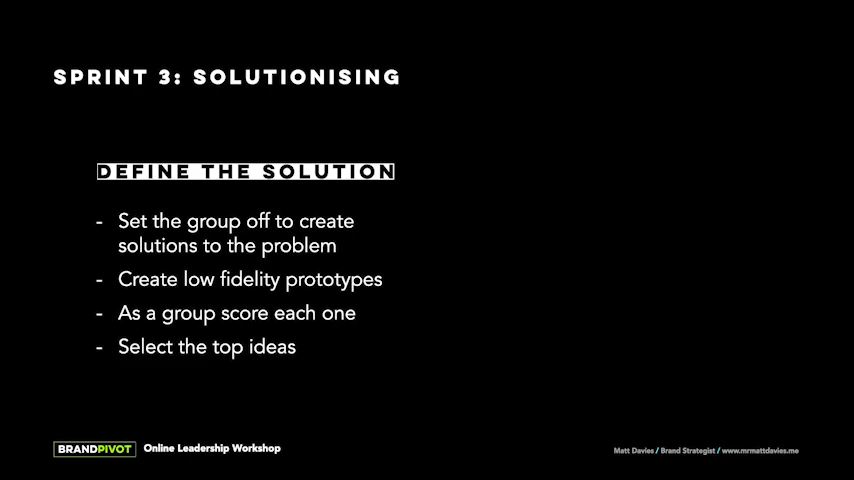 SPRINT 3: SOLUTIONISING
DEFINE THE SOLUTION
- Set the group off to create
solutions to the problem
- Create low fidelity prototypes
- As a group score each one
- Select the top ideas
BRANDPIVOT Online Leadership Workshop
Matt Davies / Brand Strategist / www.mrmattdavies.me